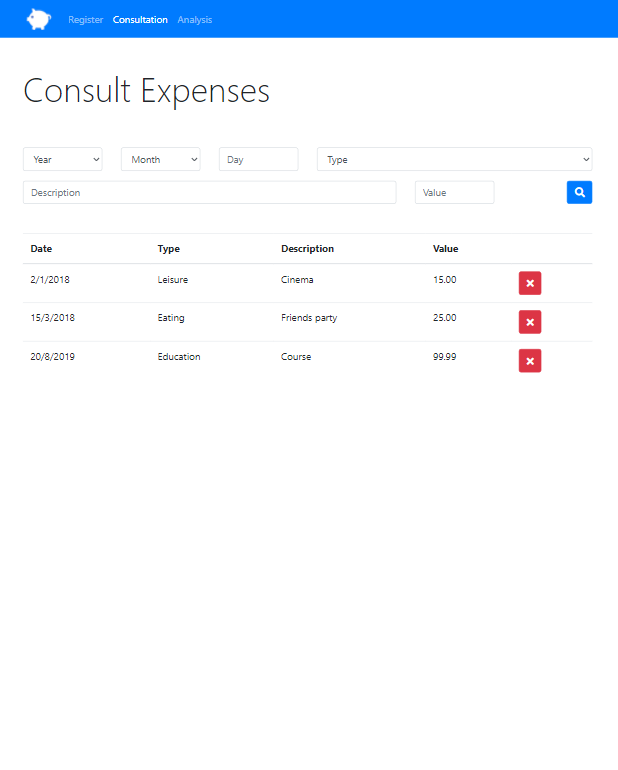 Register Consultation Analysis
Consult Expenses
Year Month Day Type
Description Value
Date Type Description Value
2/1/2018 Leisure Cinema 15.00
15/3/2018 Eating Friends party 25.00
20/8/2019 Education Course 99.99